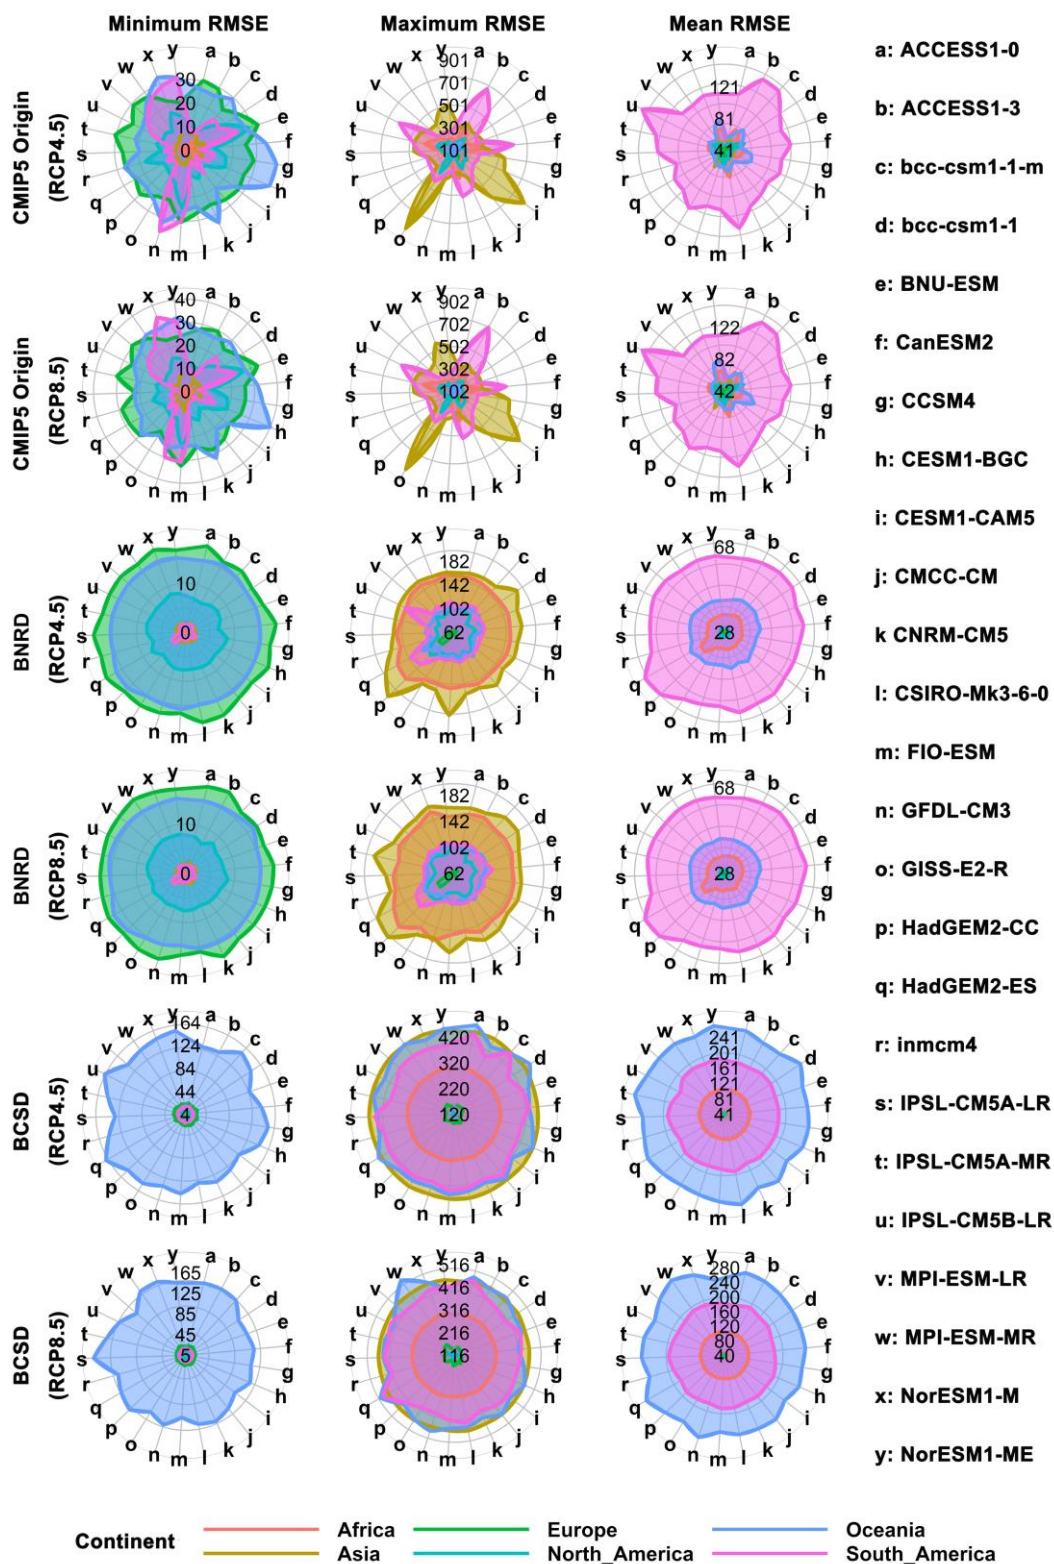 Minimum RMSE Maximum RMSE Mean RMSE
CMIP5 Origin
(RCP4.5)
a b c d e f g h i j k l m n o p q r s t u v w x y
30
20
10
0
a b c d e f g h i j k l m n o p q r s t u v w x y
901
701
501
301
101
a b c d e f g h i j k l m n o p q r s t u v w x y
121
81
41
CMIP5 Origin
(RCP8.5)
a b c d e f g h i j k l m n o p q r s t u v w x y
40
30
20
10
0
a b c d e f g h i j k l m n o p q r s t u v w x y
902
702
502
302
102
a b c d e f g h i j k l m n o p q r s t u v w x y
122
82
42
BNRD
(RCP4.5)
a b c d e f g h i j k l m n o p q r s t u v w x y
10
0
a b c d e f g h i j k l m n o p q r s t u v w x y
182
142
102
62
a b c d e f g h i j k l m n o p q r s t u v w x y
68
28
BNRD
(RCP8.5)
a b c d e f g h i j k l m n o p q r s t u v w x y
10
0
a b c d e f g h i j k l m n o p q r s t u v w x y
182
142
102
62
a b c d e f g h i j k l m n o p q r s t u v w x y
68
28
BCSD
(RCP4.5)
a b c d e f g h i j k l m n o p q r s t u v w x y
164
124
84
44
4
a b c d e f g h i j k l m n o p q r s t u v w x y
420
320
220
120
a b c d e f g h i j k l m n o p q r s t u v w x y
241
201
161
121
81
41
BCSD
(RCP8.5)
a b c d e f g h i j k l m n o p q r s t u v w x y
165
125
85
45
5
a b c d e f g h i j k l m n o p q r s t u v w x y
516
416
316
216
116
a b c d e f g h i j k l m n o p q r s t u v w x y
280
240
200
160
120
80
40
a: ACCESS1-0
b: ACCESS1-3
c: bcc-csm1-1-m
d: bcc-csm1-1
e: BNU-ESM
f: CanESM2
g: CCSM4
h: CESM1-BGC
i: CESM1-CAM5
j: CMCC-CM
k CNRM-CM5
l: CSIRO-Mk3-6-0
m: FIO-ESM
n: GFDL-CM3
o: GISS-E2-R
p: HadGEM2-CC
q: HadGEM2-ES
r: inmcm4
s: IPSL-CM5A-LR
t: IPSL-CM5A-MR
u: IPSL-CM5B-LR
v: MPI-ESM-LR
w: MPI-ESM-MR
x: NorESM1-M
y: NorESM1-ME
Continent
Africa Europe Oceania
Asia North_America South_America